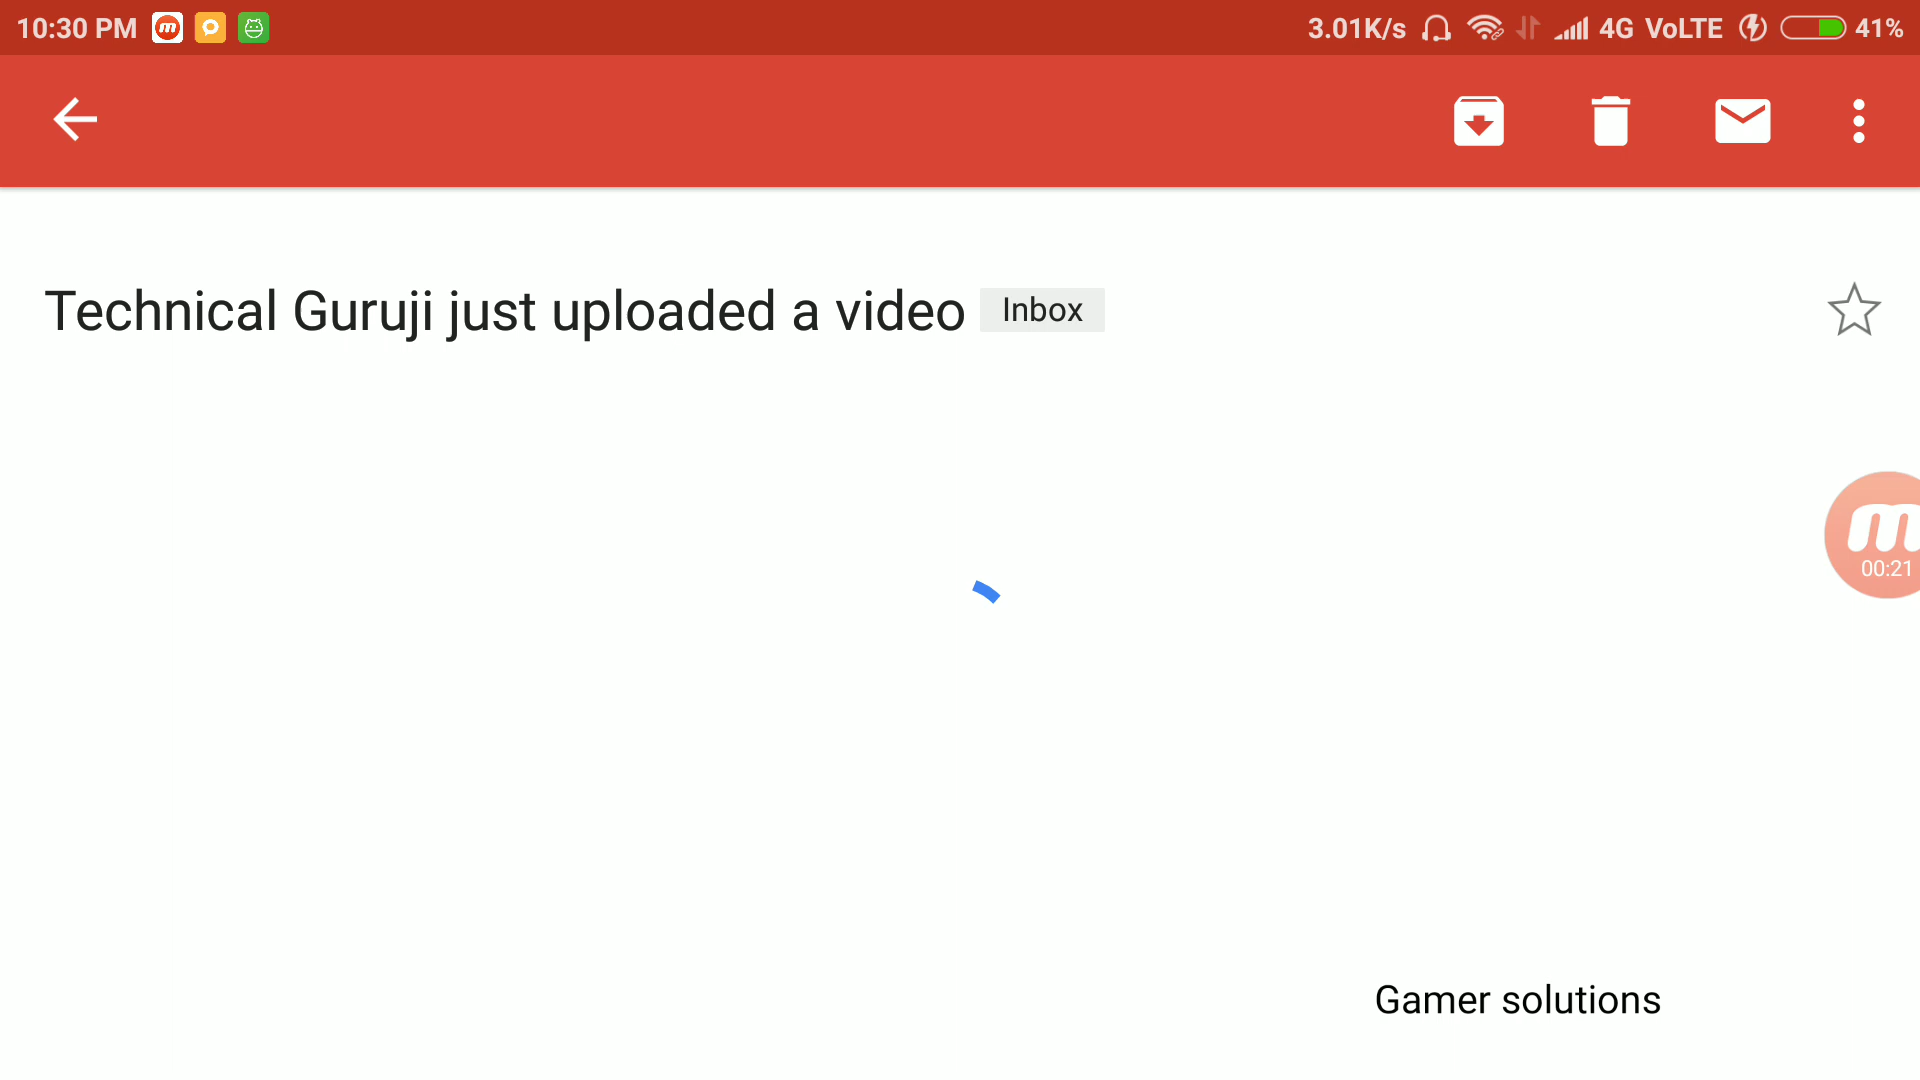 10:30 PM
3.01K/s 4G VoLTE 41%
Technical Guruji just uploaded a video Inbox
m
00:21
Gamer solutions